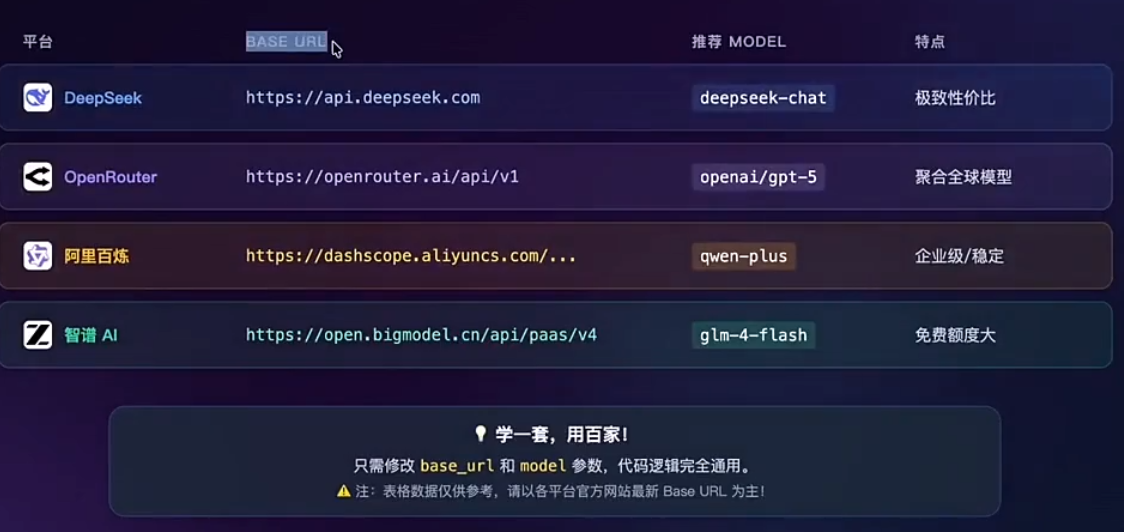 平台 BASE URL 推荐 MODEL 特点
DeepSeek https://api.deepseek.com deepseek-chat 极致性价比
OpenRouter https://openrouter.ai/api/v1 openai/gpt-5 聚合全球模型
阿里百炼 https://dashscope.aliyuncs.com/... qwen-plus 企业级/稳定
智谱 AI https://open.bigmodel.cn/api/paas/v4 glm-4-flash 免费额度大
💡 学一套，用百家！
只需修改 base_url 和 model 参数，代码逻辑完全通用。
⚠️ 注：表格数据仅供参考，请以各平台官方网站最新 Base URL 为主！